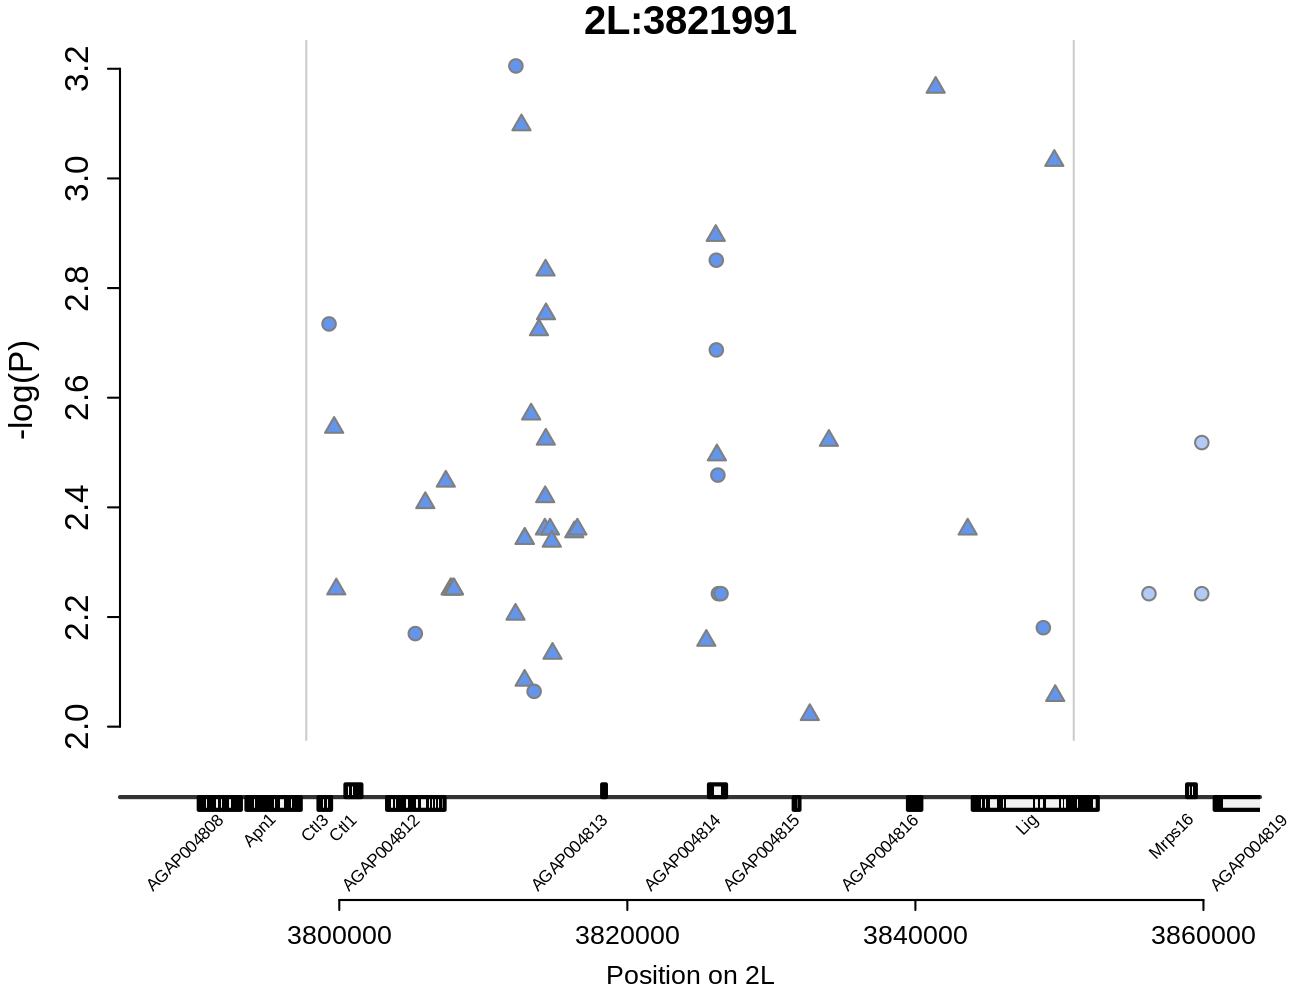 2L:3821991
3.2
3.0
2.8
2.6
2.4
2.2
2.0
-log(P)
AGAP004808
Apn1
Ctl3
Ctl1
AGAP004812
AGAP004813
AGAP004814
AGAP004815
AGAP004816
Lig
Mrps16
AGAP004819
3800000
3820000
3840000
3860000
Position on 2L